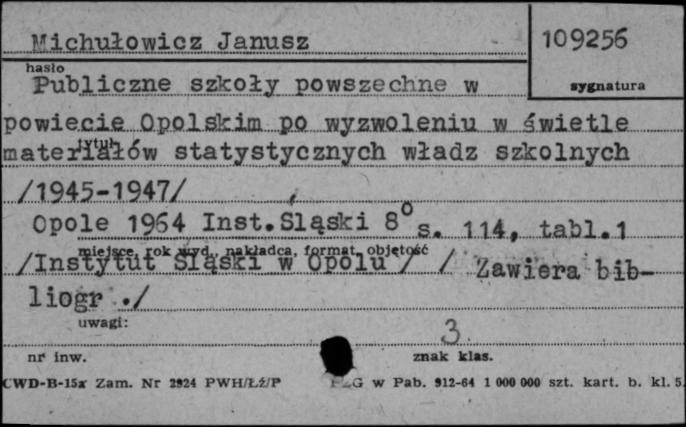 Michułowicz Janusz
109256
hasło
sygnatura
Publiczne szkoły powszechne w
powiecie Opolskim po wyzwoleniu w świetle
tytuł
materiałów statystycznych władz szkolnych
/1945-1947/
Opole 1964 Inst.Sląski 8° s. 114, tabl.1
miejsce, rok wyd., nakładca, format, objętość
/Instytut Sląski w Opolu/ / Zawiera bib-
liogr ./
uwagi:
3
nr inw.
znak klas.
CWD-B-15a Zam. Nr 2924 PWH/Łź/P
w Pab. 912-64 1 000 000 szt. kart. b. kl. 5.